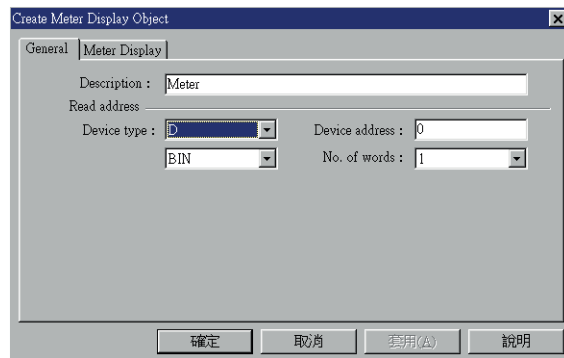 Create Meter Display Object
General Meter Display
Description : Meter
Read address
Device type : D Device address : 0
BIN No. of words : 1
確定 取消 套用(A) 說明